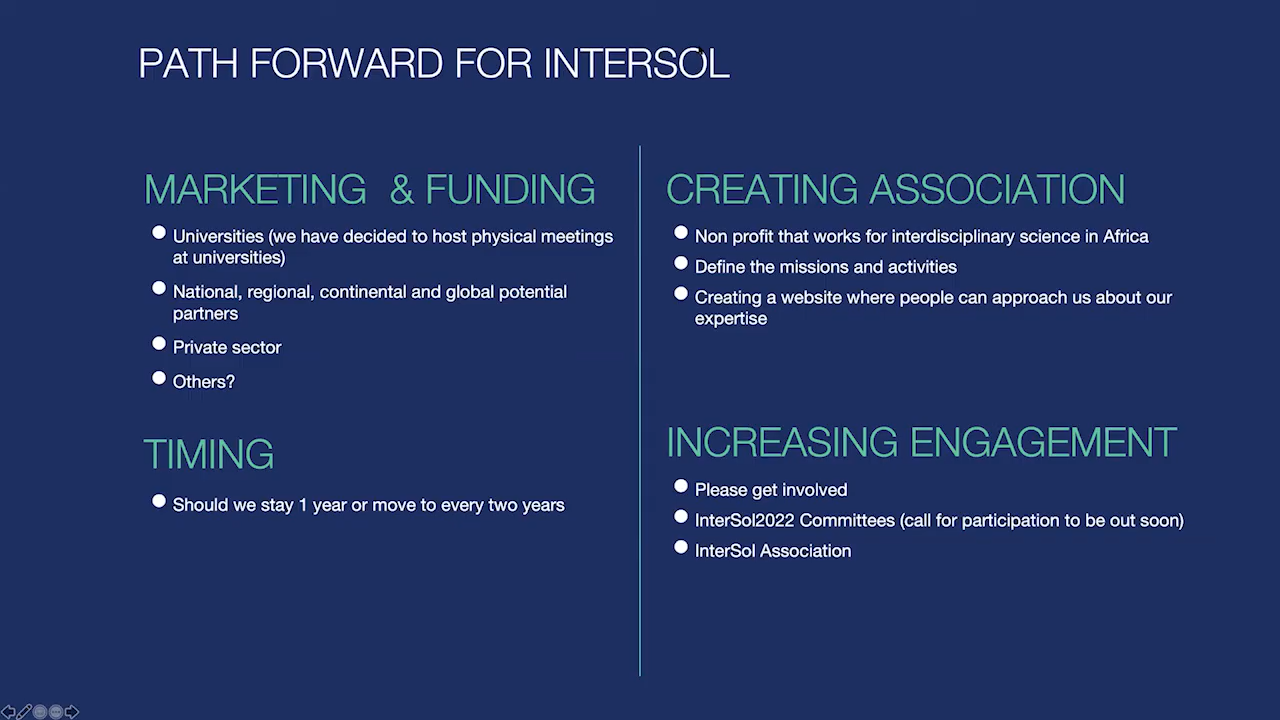 PATH FORWARD FOR INTERSOL
MARKETING & FUNDING
Universities (we have decided to host physical meetings
at universities)
National, regional, continental and global potential
partners
Private sector
Others?
TIMING
Should we stay 1 year or move to every two years
CREATING ASSOCIATION
Non profit that works for interdisciplinary science in Africa
Define the missions and activities
Creating a website where people can approach us about our
expertise
INCREASING ENGAGEMENT
Please get involved
InterSol2022 Committees (call for participation to be out soon)
InterSol Association